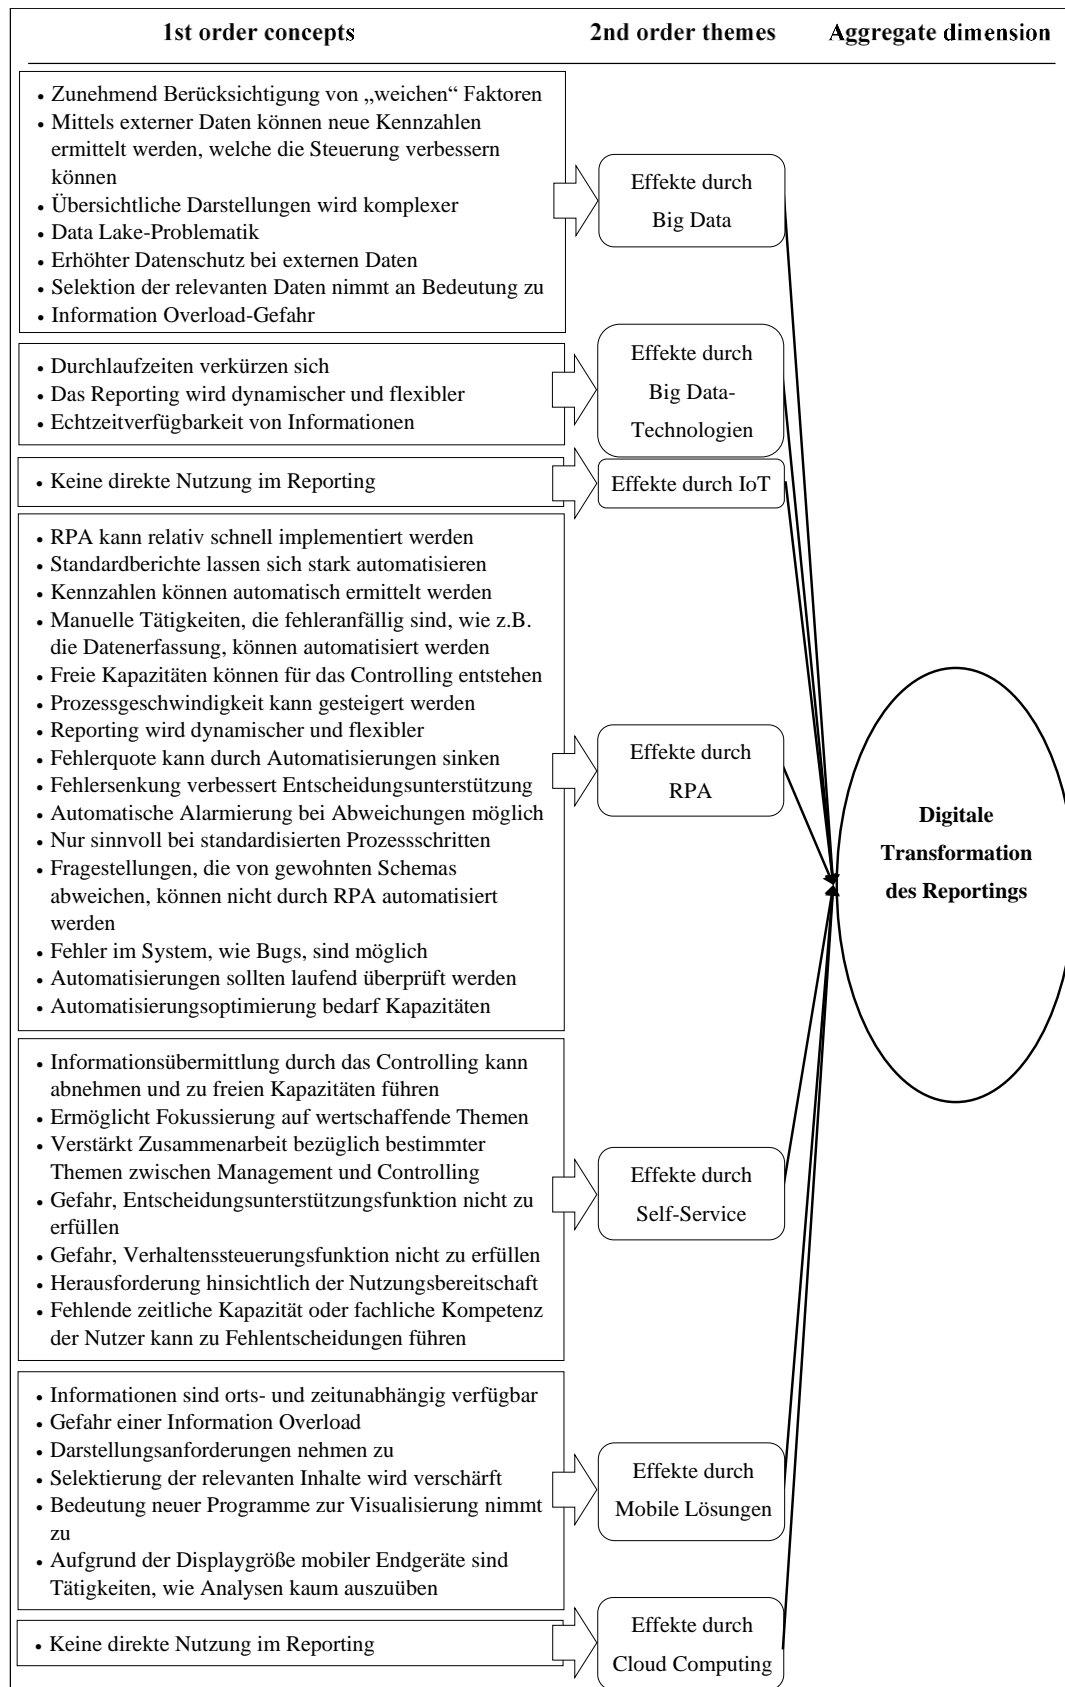 1st order concepts
2nd order themes
Aggregate dimension
• Zunehmend Berücksichtigung von „weichen“ Faktoren
• Mittels externer Daten können neue Kennzahlen
ermittelt werden, welche die Steuerung verbessern
können
• Übersichtliche Darstellungen wird komplexer
• Data Lake-Problematik
• Erhöhter Datenschutz bei externen Daten
• Selektion der relevanten Daten nimmt an Bedeutung zu
• Information Overload-Gefahr
Effekte durch
Big Data
• Durchlaufzeiten verkürzen sich
• Das Reporting wird dynamischer und flexibler
• Echtzeitverfügbarkeit von Informationen
Effekte durch
Big Data-
Technologien
• Keine direkte Nutzung im Reporting
Effekte durch IoT
• RPA kann relativ schnell implementiert werden
• Standardberichte lassen sich stark automatisieren
• Kennzahlen können automatisch ermittelt werden
• Manuelle Tätigkeiten, die fehleranfällig sind, wie z.B.
die Datenerfassung, können automatisiert werden
• Freie Kapazitäten können für das Controlling entstehen
• Prozessgeschwindigkeit kann gesteigert werden
• Reporting wird dynamischer und flexibler
• Fehlerquote kann durch Automatisierungen sinken
• Fehlersenkung verbessert Entscheidungsunterstützung
• Automatische Alarmierung bei Abweichungen möglich
• Nur sinnvoll bei standardisierten Prozessschritten
• Fragestellungen, die von gewohnten Schemas
abweichen, können nicht durch RPA automatisiert
werden
• Fehler im System, wie Bugs, sind möglich
• Automatisierungen sollten laufend überprüft werden
• Automatisierungsoptimierung bedarf Kapazitäten
Effekte durch
RPA
Digitale
Transformation
des Reportings
• Informationsübermittlung durch das Controlling kann
abnehmen und zu freien Kapazitäten führen
• Ermöglicht Fokussierung auf wertschaffende Themen
• Verstärkt Zusammenarbeit bezüglich bestimmter
Themen zwischen Management und Controlling
• Gefahr, Entscheidungsunterstützungsfunktion nicht zu
erfüllen
• Gefahr, Verhaltenssteuerungsfunktion nicht zu erfüllen
• Herausforderung hinsichtlich der Nutzungsbereitschaft
• Fehlende zeitliche Kapazität oder fachliche Kompetenz
der Nutzer kann zu Fehlentscheidungen führen
Effekte durch
Self-Service
• Informationen sind orts- und zeitunabhängig verfügbar
• Gefahr einer Information Overload
• Darstellungsanforderungen nehmen zu
• Selektierung der relevanten Inhalte wird verschärft
• Bedeutung neuer Programme zur Visualisierung nimmt
zu
• Aufgrund der Displaygröße mobiler Endgeräte sind
Tätigkeiten, wie Analysen kaum auszuüben
Effekte durch
Mobile Lösungen
• Keine direkte Nutzung im Reporting
Effekte durch
Cloud Computing